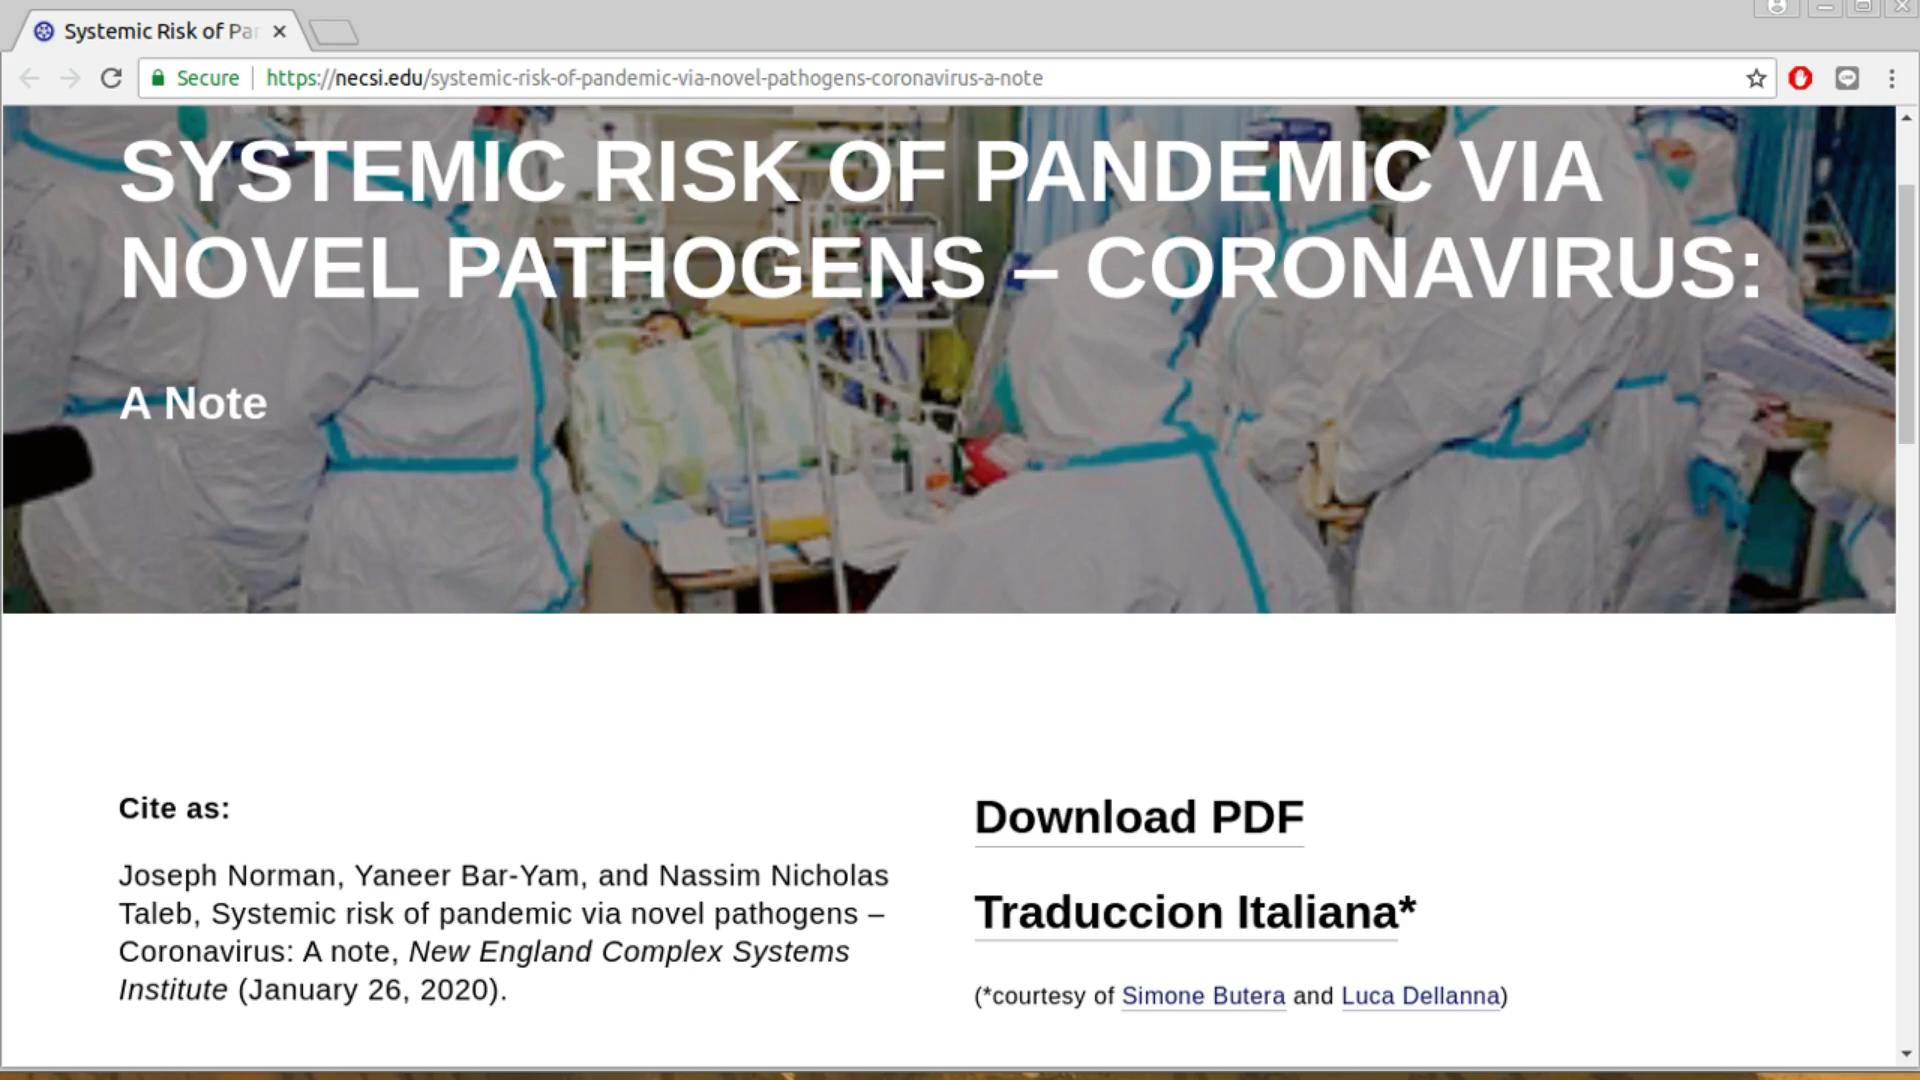 Systemic Risk of Pa
Secure
https://necsi.edu/systemic-risk-of-pandemic-via-novel-pathogens-coronavirus-a-note
SYSTEMIC RISK OF PANDEMIC VIA
NOVEL PATHOGENS – CORONAVIRUS:
A Note
Cite as:
Joseph Norman, Yaneer Bar-Yam, and Nassim Nicholas
Taleb, Systemic risk of pandemic via novel pathogens –
Coronavirus: A note, New England Complex Systems
Institute (January 26, 2020).
Download PDF
Traduccion Italiana*
(*courtesy of Simone Butera and Luca Dellanna)